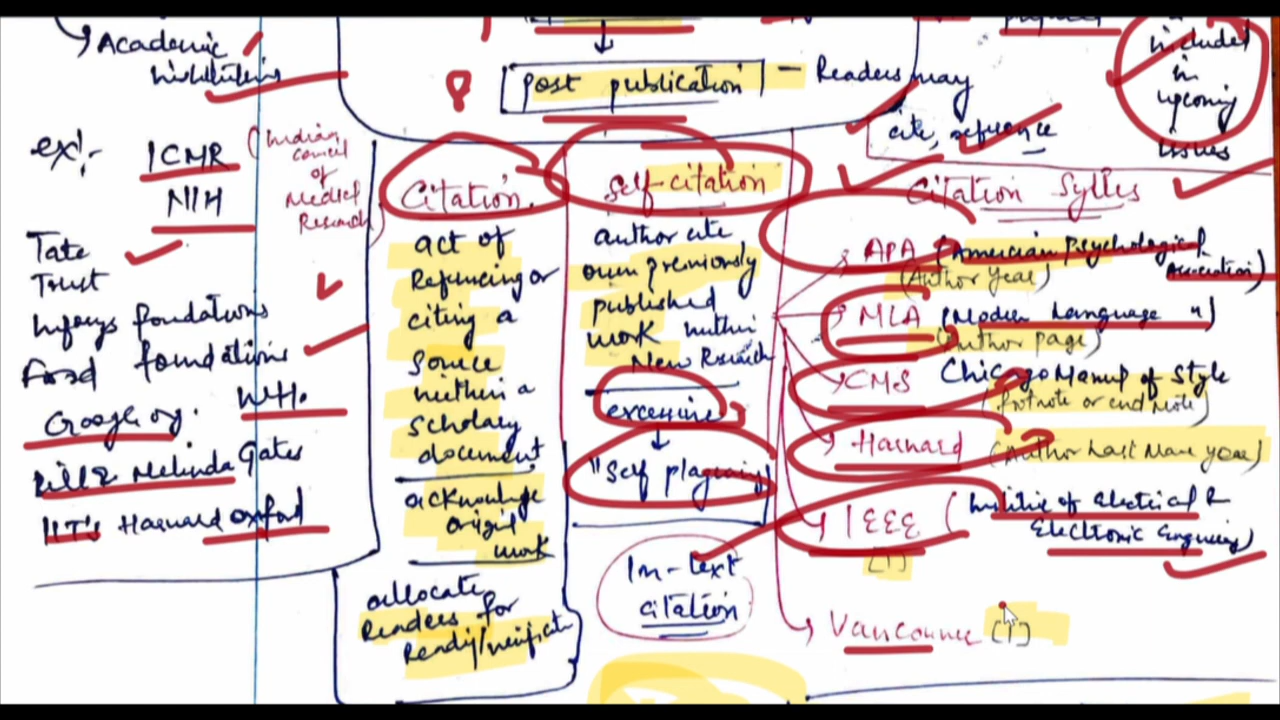 Academic
institutions
ex:-
ICMR
(Indian
council
of
Medical
Research)
NIH
Tate
Trust
Infosys foundations
Ford foundations
Google org.
WHO
Bill & Melinda Gates
IIT's Harvard oxford
post publication - Readers may
cite, reference
included
in
upcoming
issues
Citation
act of
Refrencing or
citing a
source
within a
scholary
document
acknowledge
original
work
allocate
Readers for
Ready/verificatn
Self-citation
author cite
own previously
published
work within
New Research
excessive
"Self plagiarism
In-text
citation
Citation Sylles
APA (American Psychological
Association)
(Author Year)
MLA (Modern Language ")
(Author page)
CMS Chicago Manual of Style
(footnote or end note)
Harvard (Author Last Name year)
IEEE (Institute of Electrical &
Electronic Engineering)
[1]
Vancouver [1]